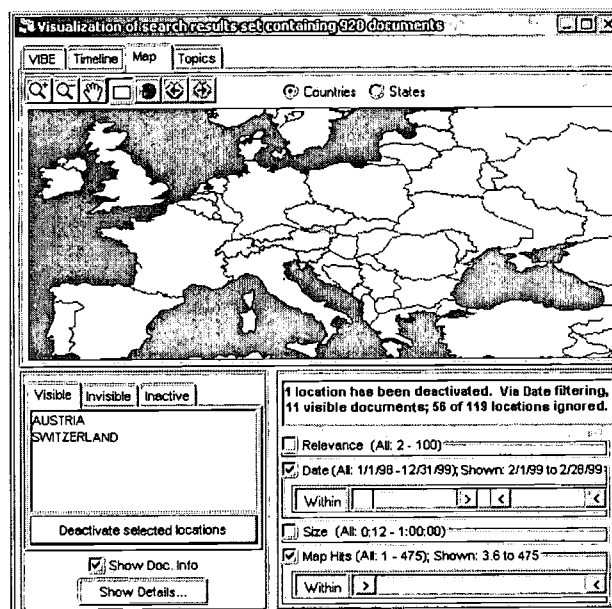 Visualization of search results set containing 920 documents
VIBE Timeline Map Topics
Countries States
Visible Invisible Inactive
AUSTRIA
SWITZERLAND
Deactivate selected locations
Show Doc. Info
Show Details...
1 location has been deactivated. Via Date filtering,
11 visible documents; 56 of 119 locations ignored.
Relevance (All: 2 - 100)
Date (All: 1/1/98 -12/31/99); Shown: 2/1/99 to 2/28/99
Within
Size (All: 0:12 - 1:00:00)
Map Hits (All: 1 - 475); Shown: 3.6 to 475
Within